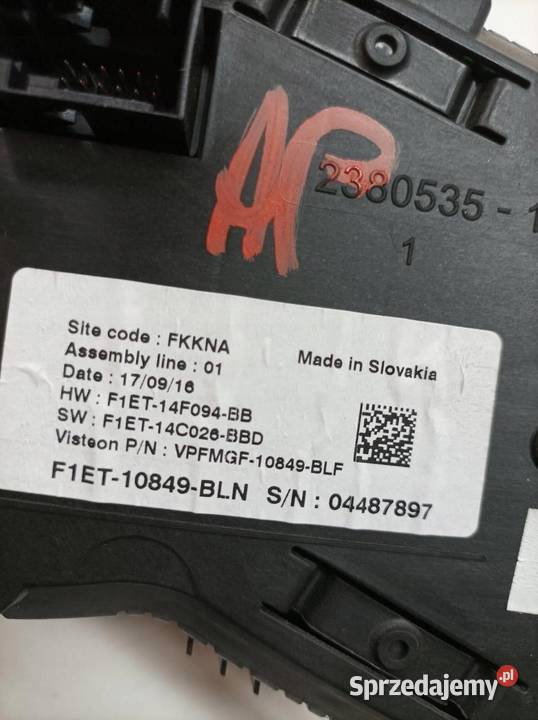 AP
2380535 - 1
1
Site code : FKKNA
Made in Slovakia
Assembly line : 01
Date : 17/09/16
HW : F1ET-14F094-BB
SW : F1ET-14C026-BBD
Visteon P/N : VPFMGF-10849-BLF
F1ET-10849-BLN S/N : 04487897
Sprzedajemy.pl